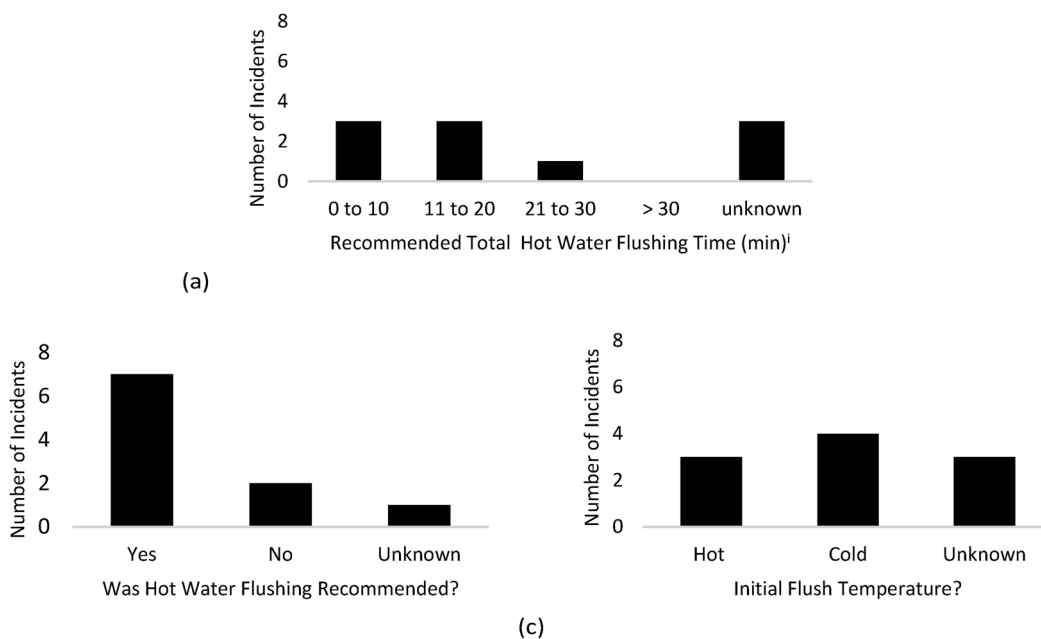 Number of Incidents
8
6
4
2
0
0 to 10 11 to 20 21 to 30 > 30 unknown
Recommended Total Hot Water Flushing Time (min)ⁱ
(a)
Number of Incidents
8
6
4
2
0
Yes No Unknown
Was Hot Water Flushing Recommended?
Number of Incidents
8
6
4
2
0
Hot Cold Unknown
Initial Flush Temperature?
(c)